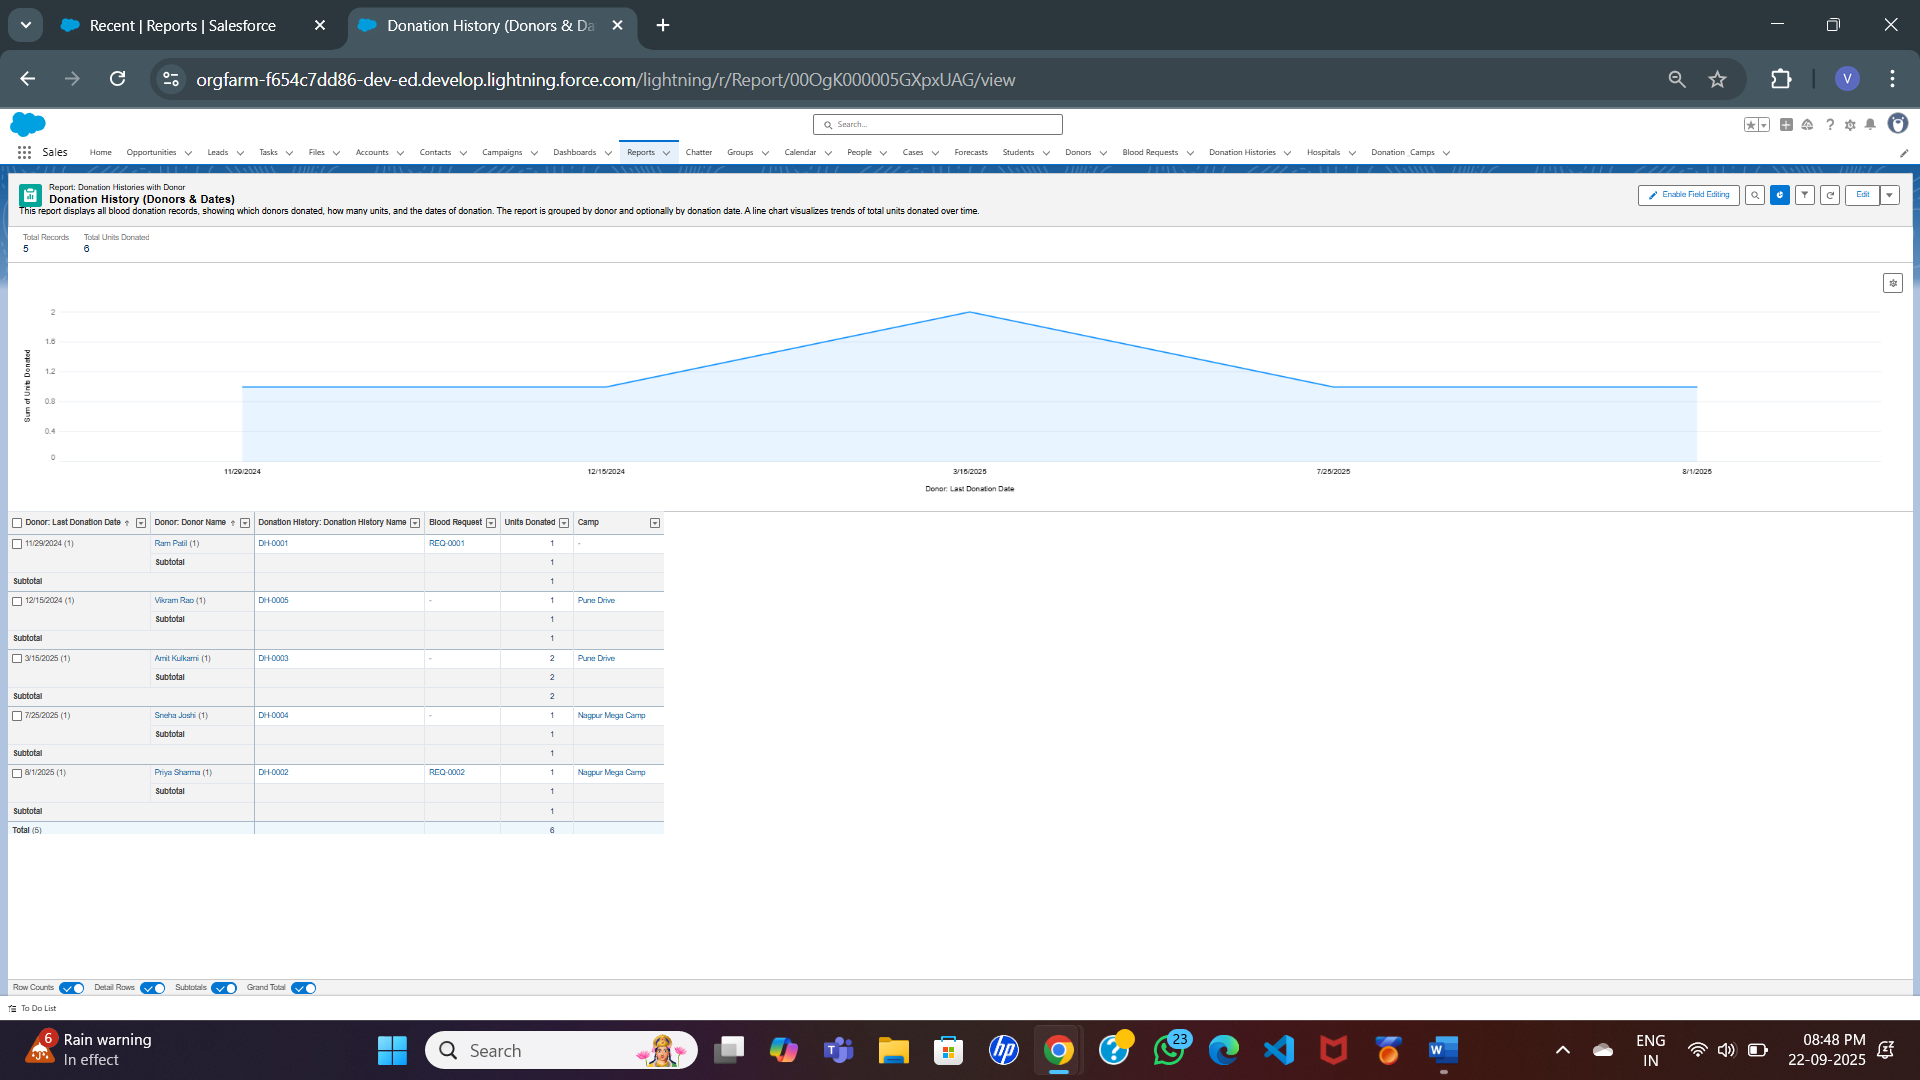 Recent | Reports | Salesforce
Donation History (Donors & Da
orgfarm-f654c7dd86-dev-ed.develop.lightning.force.com/lightning/r/Report/00OgK000005GXpxUAG/view
V
Search...
Sales Home Opportunities Leads Tasks Files Accounts Contacts Campaigns Dashboards Reports Chatter Groups Calendar People Cases Forecasts Students Donors Blood Requests Donation Histories Hospitals Donation_Camps
Report: Donation Histories with Donor
Donation History (Donors & Dates)
This report displays all blood donation records, showing which donors donated, how many units, and the dates of donation. The report is grouped by donor and optionally by donation date. A line chart visualizes trends of total units donated over time.
Enable Field Editing
Edit
Total Records Total Units Donated
5 6
Sum of Units Donated
2
1.6
1.2
0.8
0.4
0
11/29/2024 12/15/2024 3/15/2025 7/25/2025 8/1/2025
Donor: Last Donation Date
Donor: Last Donation Date ↑ Donor: Donor Name ↑ Donation History: Donation History Name Blood Request Units Donated Camp
11/29/2024 (1) Ram Patil (1) DH-0001 REQ-0001 1 -
Subtotal 1
Subtotal 1
12/15/2024 (1) Vikram Rao (1) DH-0005 - 1 Pune Drive
Subtotal 1
Subtotal 1
3/15/2025 (1) Amit Kulkarni (1) DH-0003 - 2 Pune Drive
Subtotal 2
Subtotal 2
7/25/2025 (1) Sneha Joshi (1) DH-0004 - 1 Nagpur Mega Camp
Subtotal 1
Subtotal 1
8/1/2025 (1) Priya Sharma (1) DH-0002 REQ-0002 1 Nagpur Mega Camp
Subtotal 1
Subtotal 1
Total (5) 6
Row Counts Detail Rows Subtotals Grand Total
To Do List
6 Rain warning
In effect
Search
23
ENG
IN
08:48 PM
22-09-2025